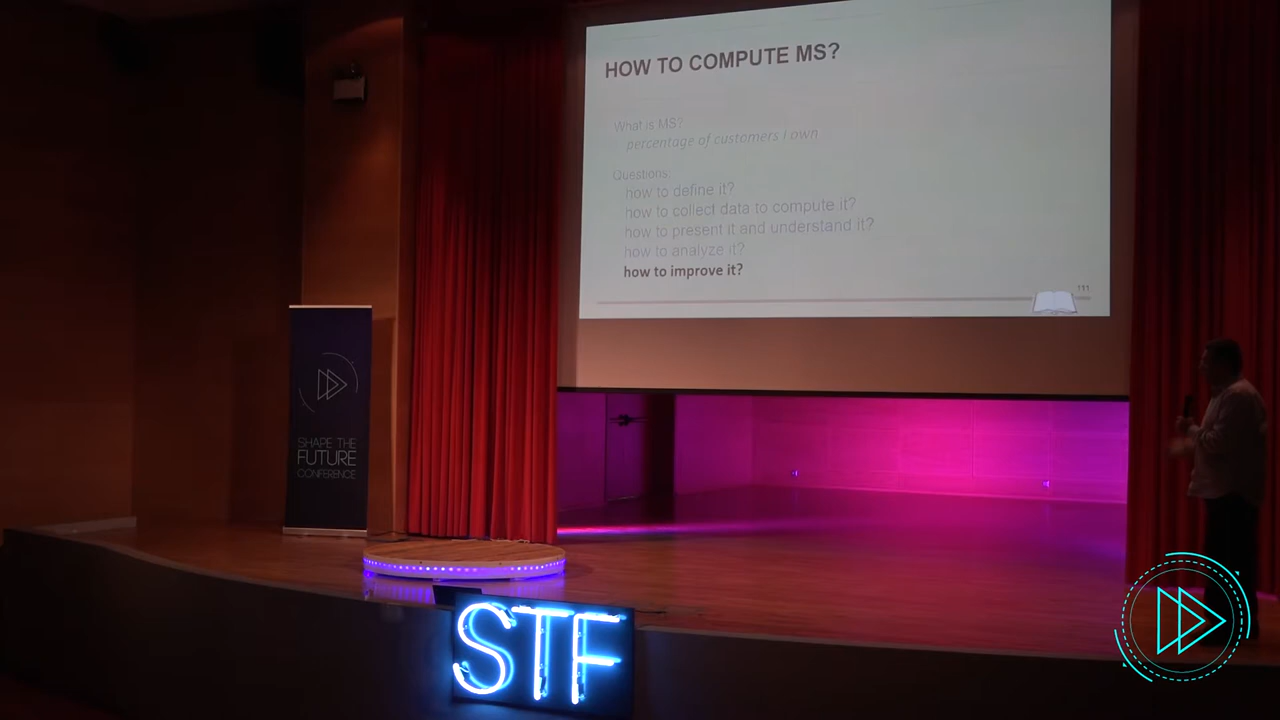 HOW TO COMPUTE MS?
What is MS?
percentage of customers I own
Questions:
how to define it?
how to collect data to compute it?
how to present it and understand it?
how to analyze it?
how to improve it?
111
SHAPE THE
FUTURE
CONFERENCE
STF